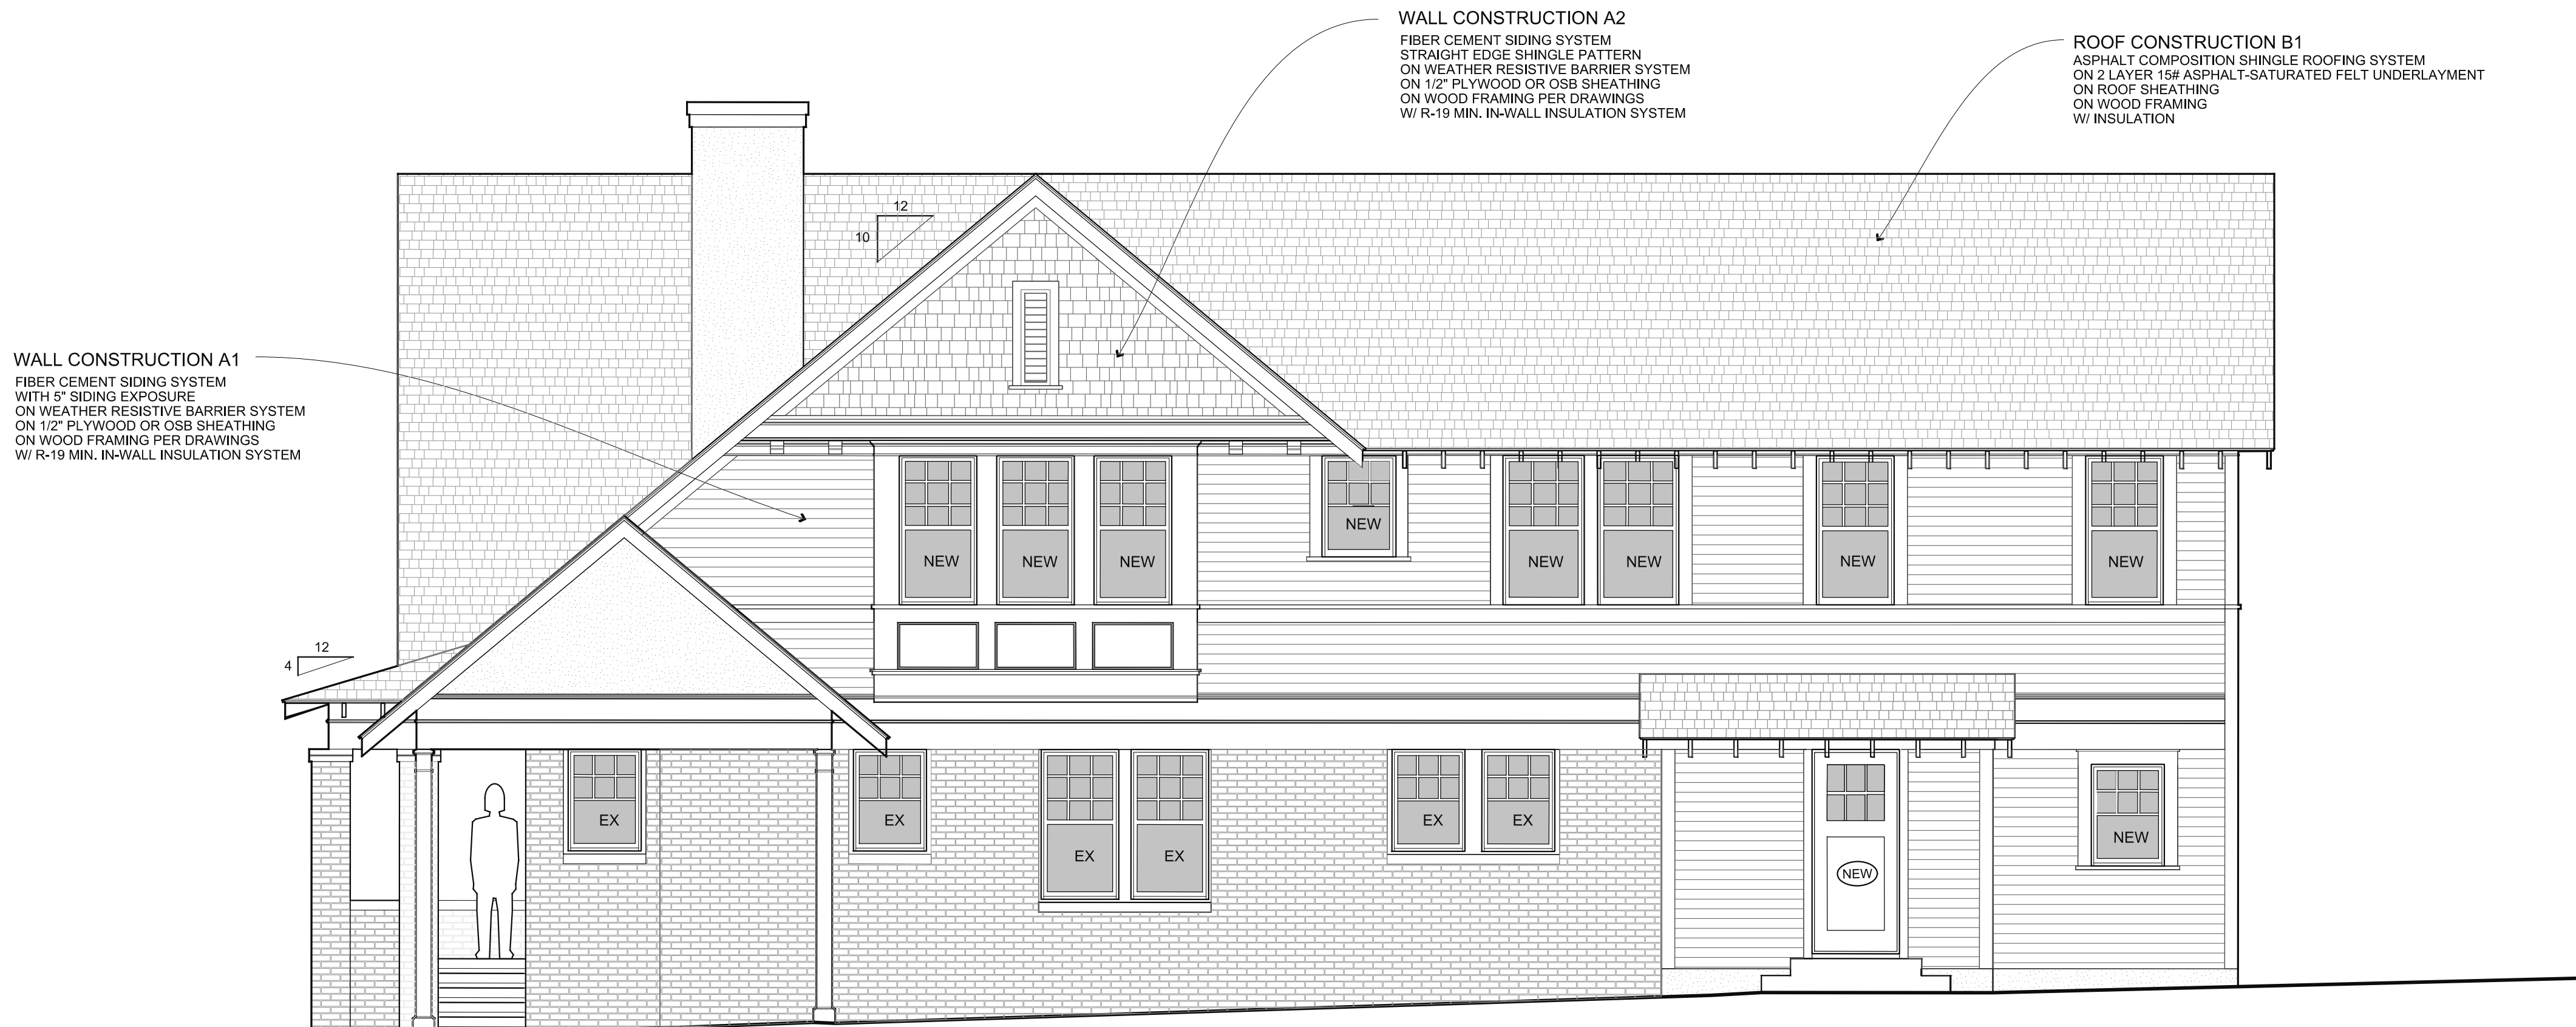 WALL CONSTRUCTION A2
FIBER CEMENT SIDING SYSTEM
STRAIGHT EDGE SHINGLE PATTERN
ON WEATHER RESISTIVE BARRIER SYSTEM
ON 1/2" PLYWOOD OR OSB SHEATHING
ON WOOD FRAMING PER DRAWINGS
W/ R-19 MIN. IN-WALL INSULATION SYSTEM
ROOF CONSTRUCTION B1
ASPHALT COMPOSITION SHINGLE ROOFING SYSTEM
ON 2 LAYER 15# ASPHALT-SATURATED FELT UNDERLAYMENT
ON ROOF SHEATHING
ON WOOD FRAMING
W/ INSULATION
12
10
WALL CONSTRUCTION A1
FIBER CEMENT SIDING SYSTEM
WITH 5" SIDING EXPOSURE
ON WEATHER RESISTIVE BARRIER SYSTEM
ON 1/2" PLYWOOD OR OSB SHEATHING
ON WOOD FRAMING PER DRAWINGS
W/ R-19 MIN. IN-WALL INSULATION SYSTEM
NEW
NEW
NEW
NEW
NEW
NEW
NEW
NEW
12
4
EX
EX
EX
EX
EX
EX
NEW
NEW